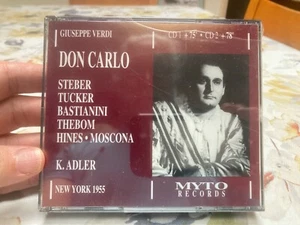 GIUSEPPE VERDI
CD 1 + 75' • CD 2 + 78'
DON CARLO
STEBER
TUCKER
BASTIANINI
THEBOM
HINES • MOSCONA
K. ADLER
NEW YORK 1955
MYTO
RECORDS